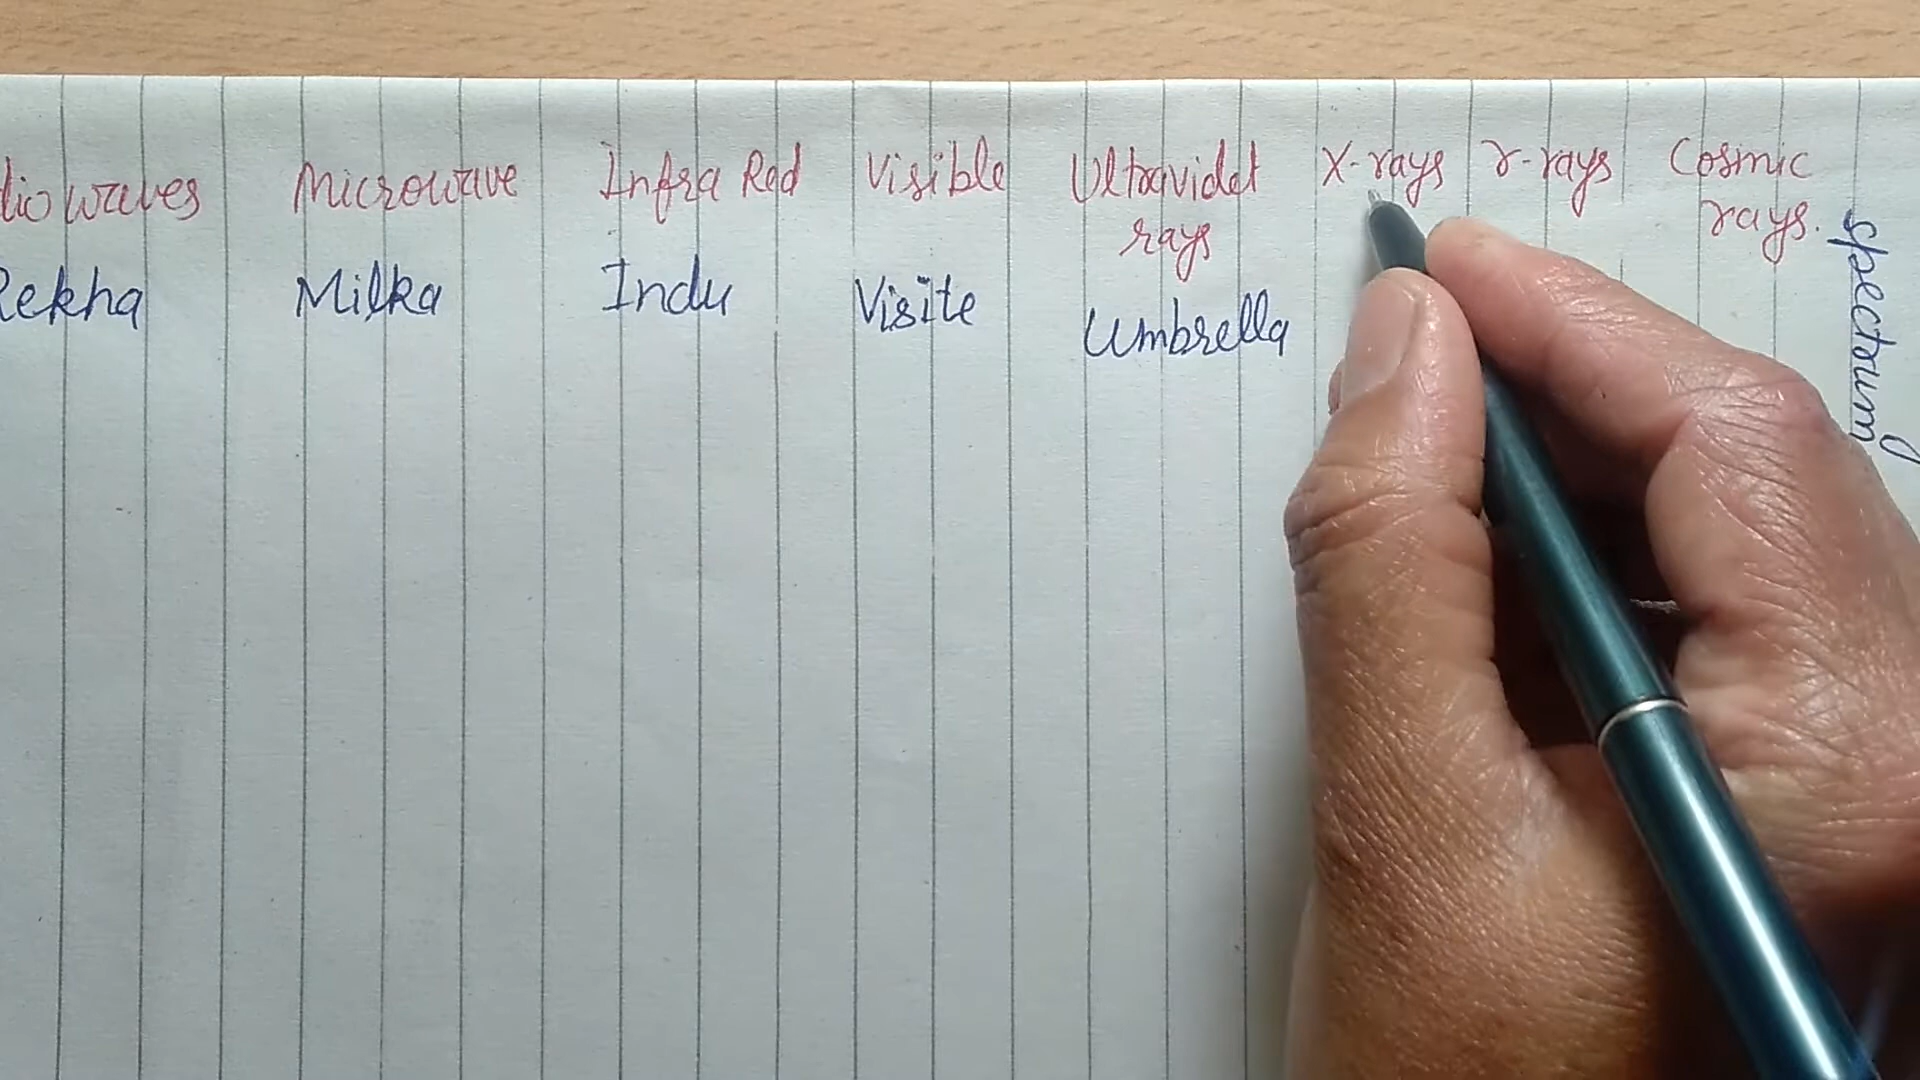 dio waves Microwave Infra Red Visible Ultraviolet X-rays γ-rays Cosmic
rays rays.
Rekha Milka Indu Visite Umbrella
spectrum